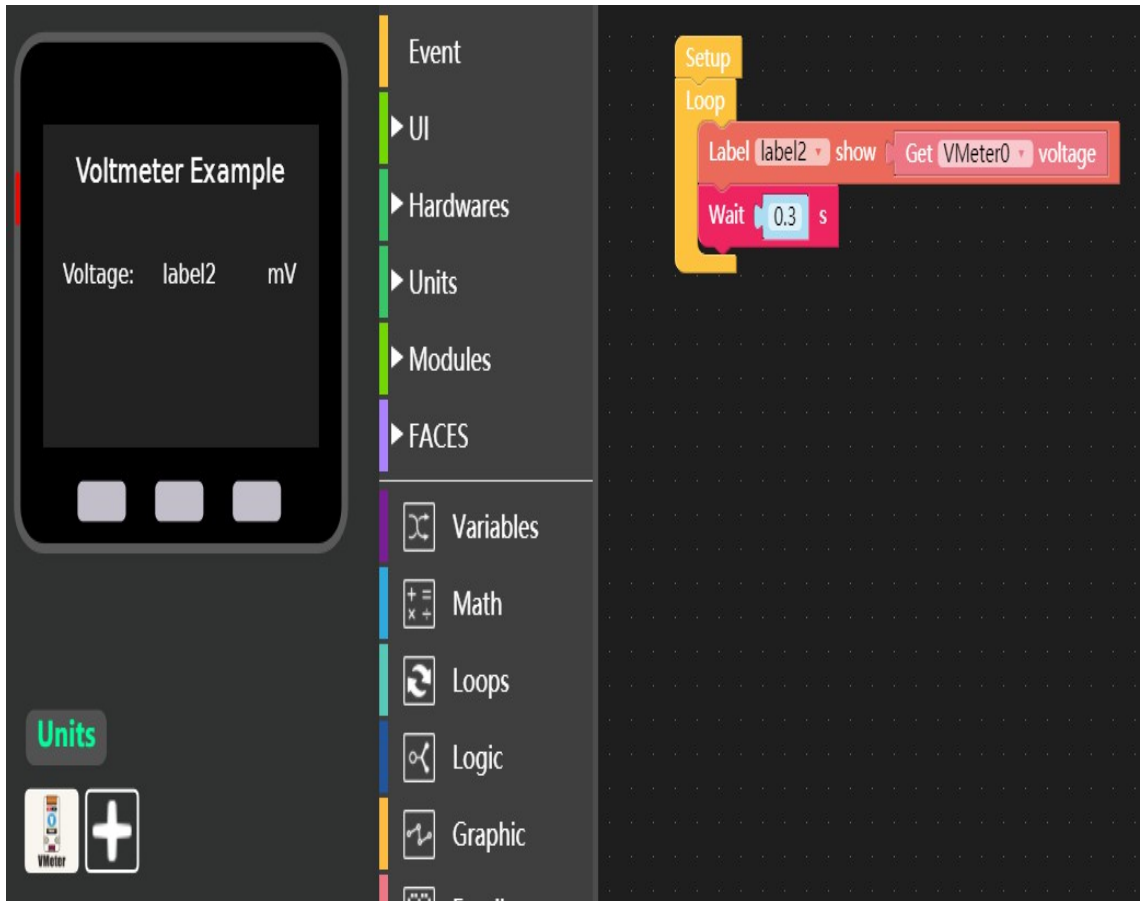 Voltmeter Example
Voltage: label2 mV
Units
VMeter
Event
UI
Hardwares
Units
Modules
FACES
Variables
Math
Loops
Logic
Graphic
Setup
Loop
Label label2 show Get VMeter0 voltage
Wait 0.3 s